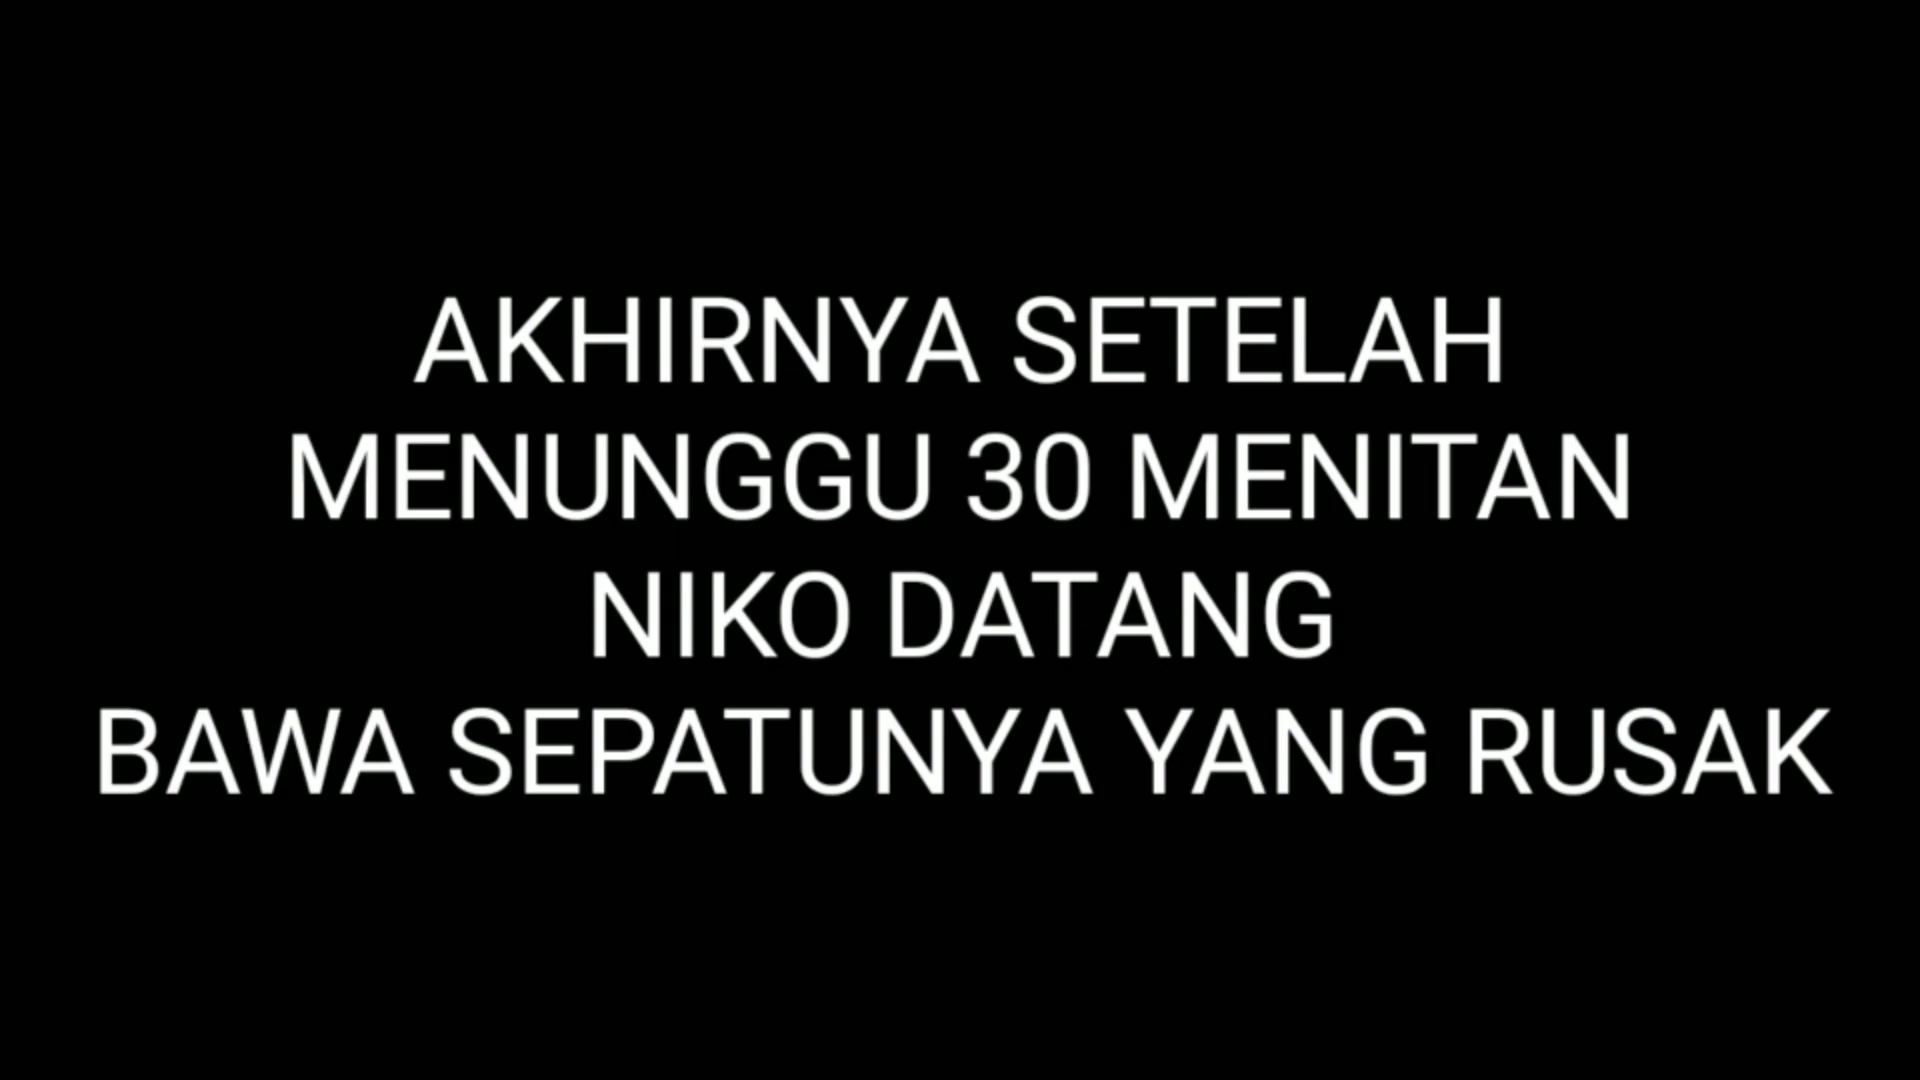 AKHIRNYA SETELAH
MENUNGGU 30 MENITAN
NIKO DATANG
BAWA SEPATUNYA YANG RUSAK